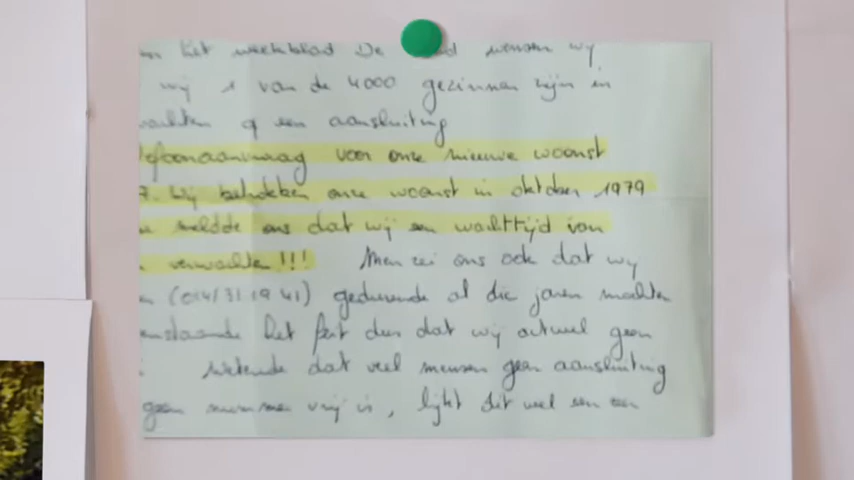 het weekblad De wensen wij
wij 1 van de 4000 gezinnen zijn in
wachten op een aansluiting
telefoonaanvraag voor onze nieuwe woonst
7. Wij betrokken onze woonst in oktober 1979
meldde ons dat wij een wachttijd van
verwachten!!! Men zei ons ook dat wij
(014/31 19 41) gedurende al die jaren mochten
het feit dus dat wij actueel geen
wetende dat veel mensen geen aansluiting
geen nummer vrij is, lijkt dit wel een